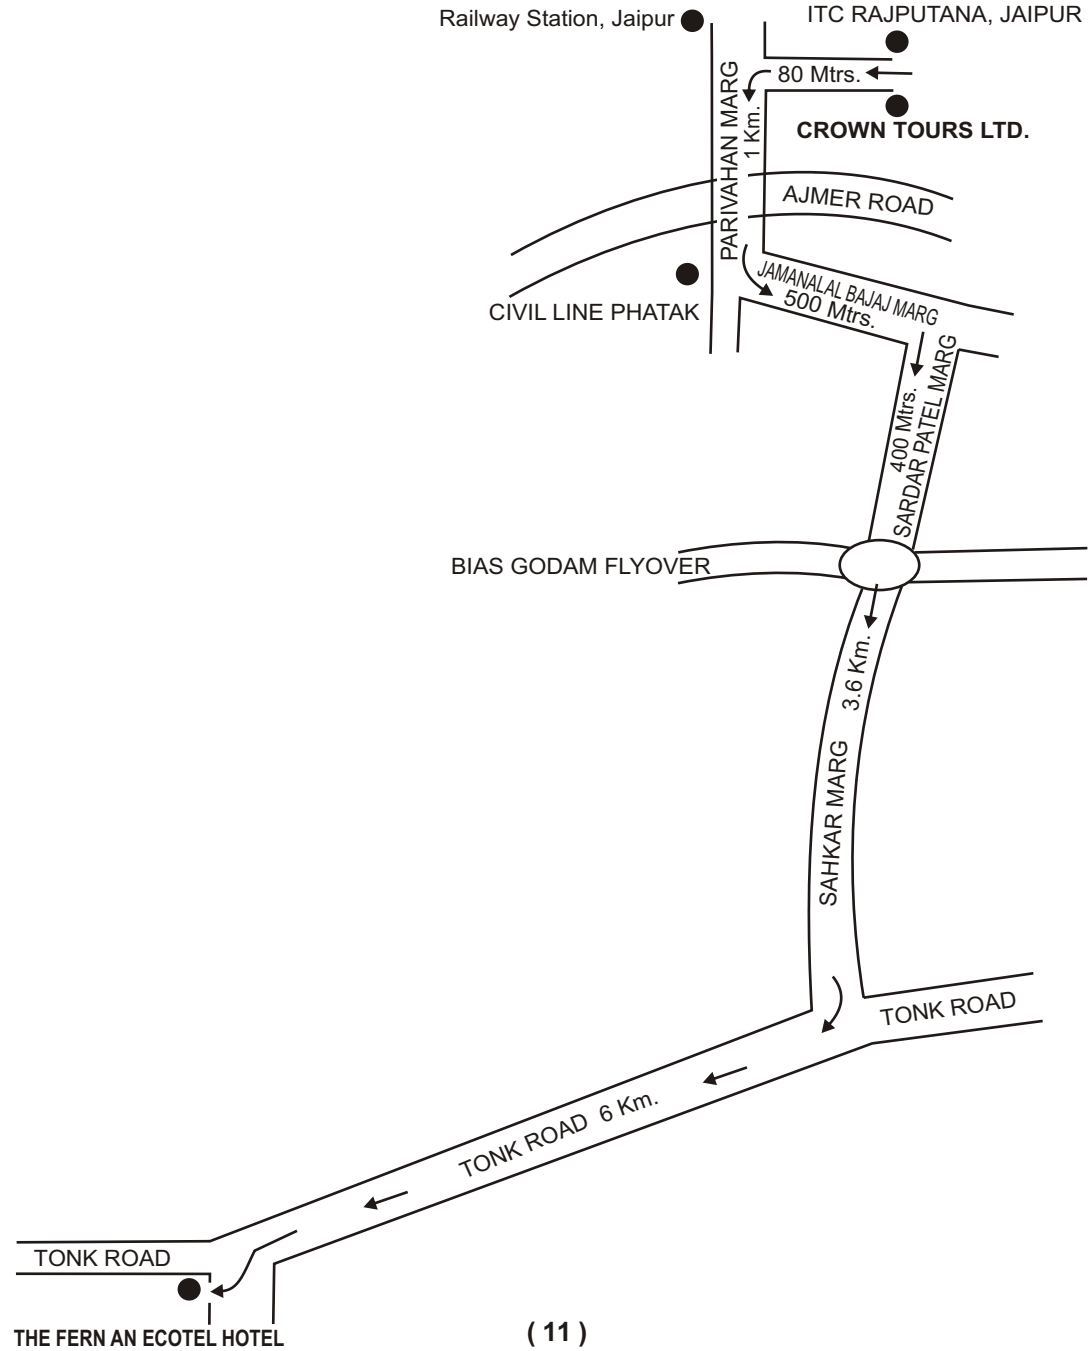 Railway Station, Jaipur
ITC RAJPUTANA, JAIPUR
80 Mtrs.
CROWN TOURS LTD.
PARIVAHAN MARG
1 Km.
AJMER ROAD
CIVIL LINE PHATAK
JAMANALAL BAJAJ MARG
500 Mtrs.
400 Mtrs.
SARDAR PATEL MARG
BIAS GODAM FLYOVER
3.6 Km.
SAHKAR MARG
TONK ROAD
TONK ROAD 6 Km.
TONK ROAD
THE FERN AN ECOTEL HOTEL
( 11 )